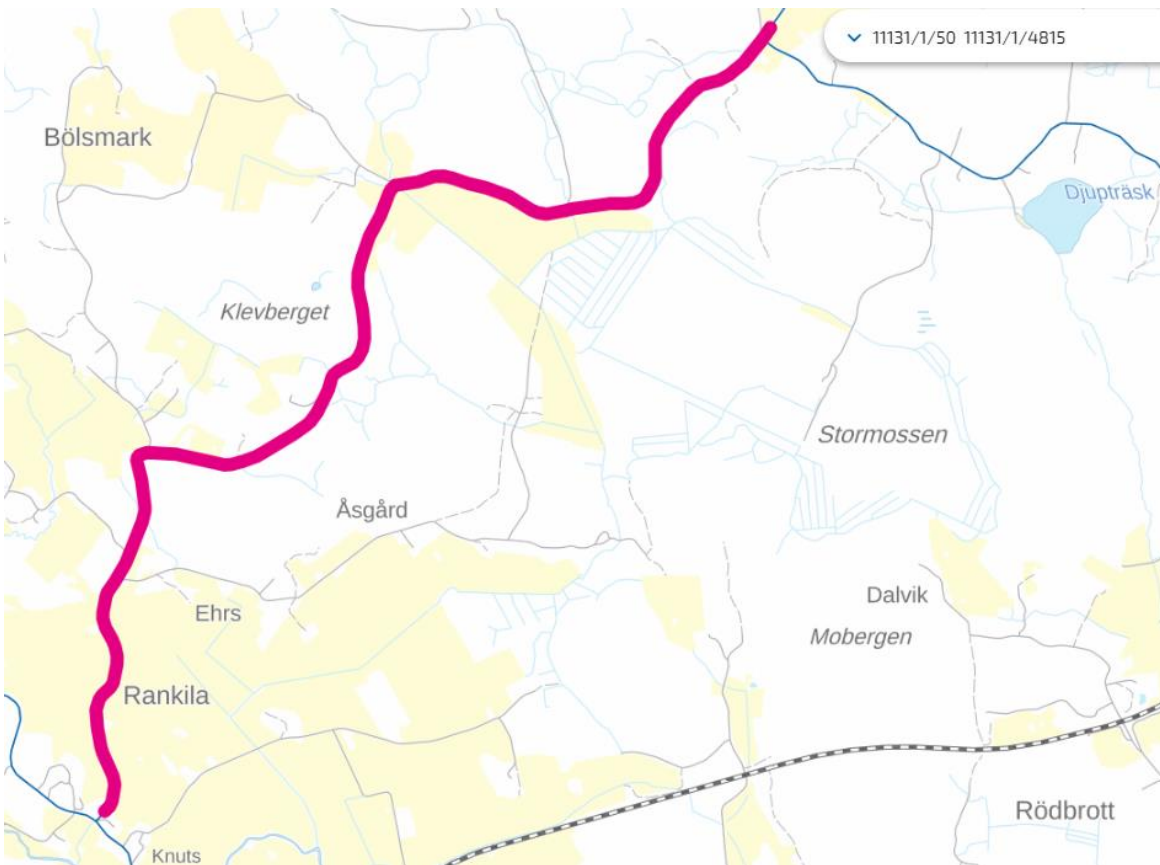 11131/1/50 11131/1/4815
Bölsmark
Djupträsk
Klevberget
Stormossen
Åsgård
Dalvik
Ehrs
Mobergen
Rankila
Rödbrott
Knuts